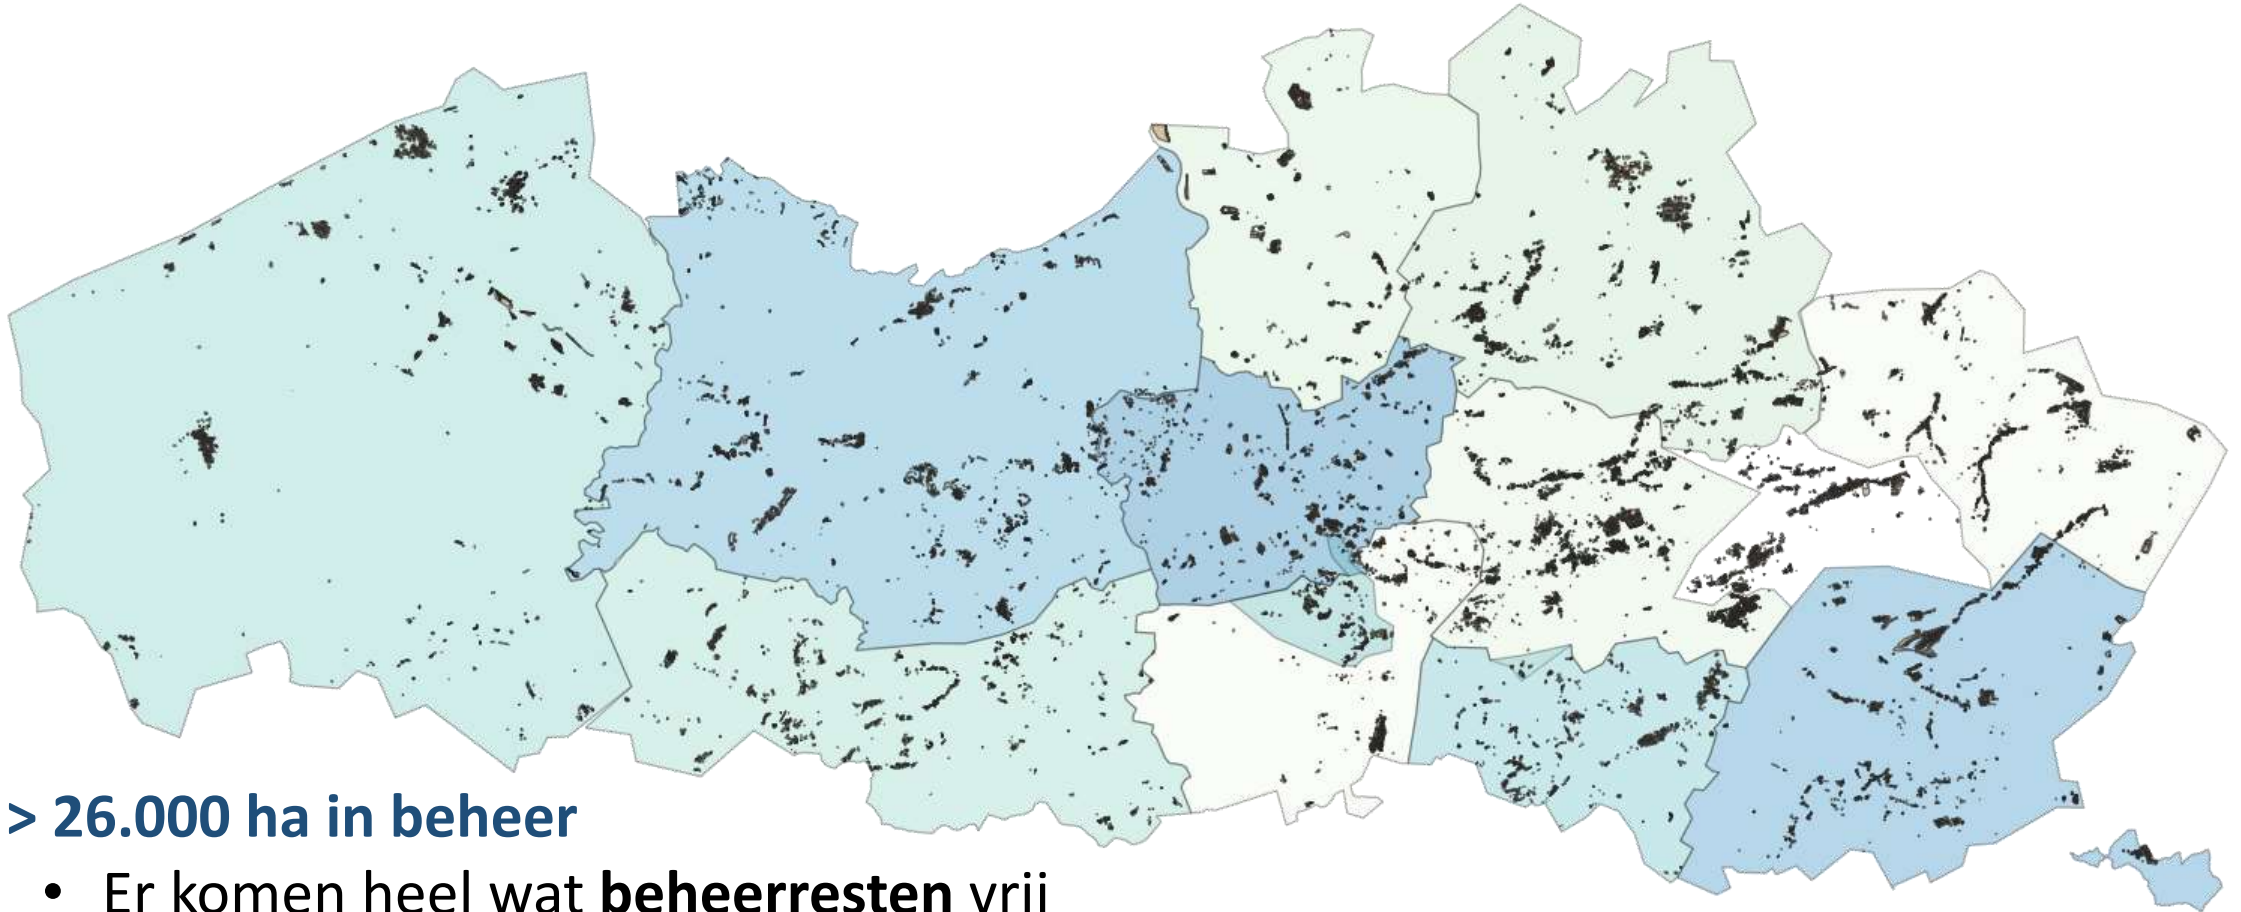 > 26.000 ha in beheer
• Er komen heel wat beheerresten vrij